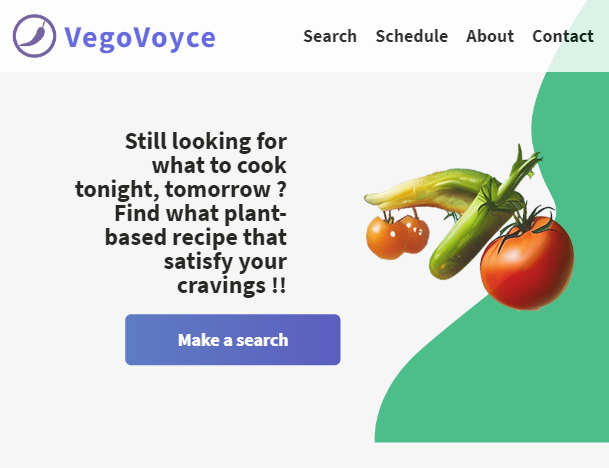 VegoVoyce
Search Schedule About Contact
Still looking for
what to cook
tonight, tomorrow ?
Find what plant-
based recipe that
satisfy your
cravings !!
Make a search